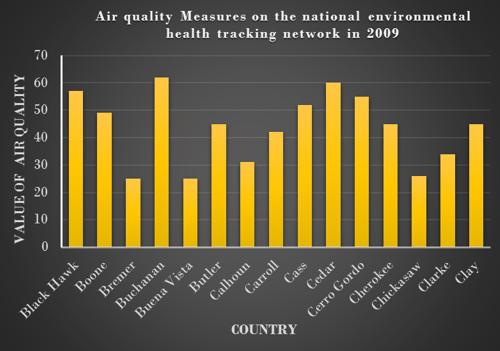 Air quality Measures on the national environmental
health tracking network in 2009
VALUE OF AIR QUALITY
70
60
50
40
30
20
10
0
Black Hawk
Boone
Bremer
Buchanan
Buena Vista
Butler
Calhoun
Carroll
Cass
Cedar
Cerro Gordo
Cherokee
Chickasaw
Clarke
Clay
COUNTRY